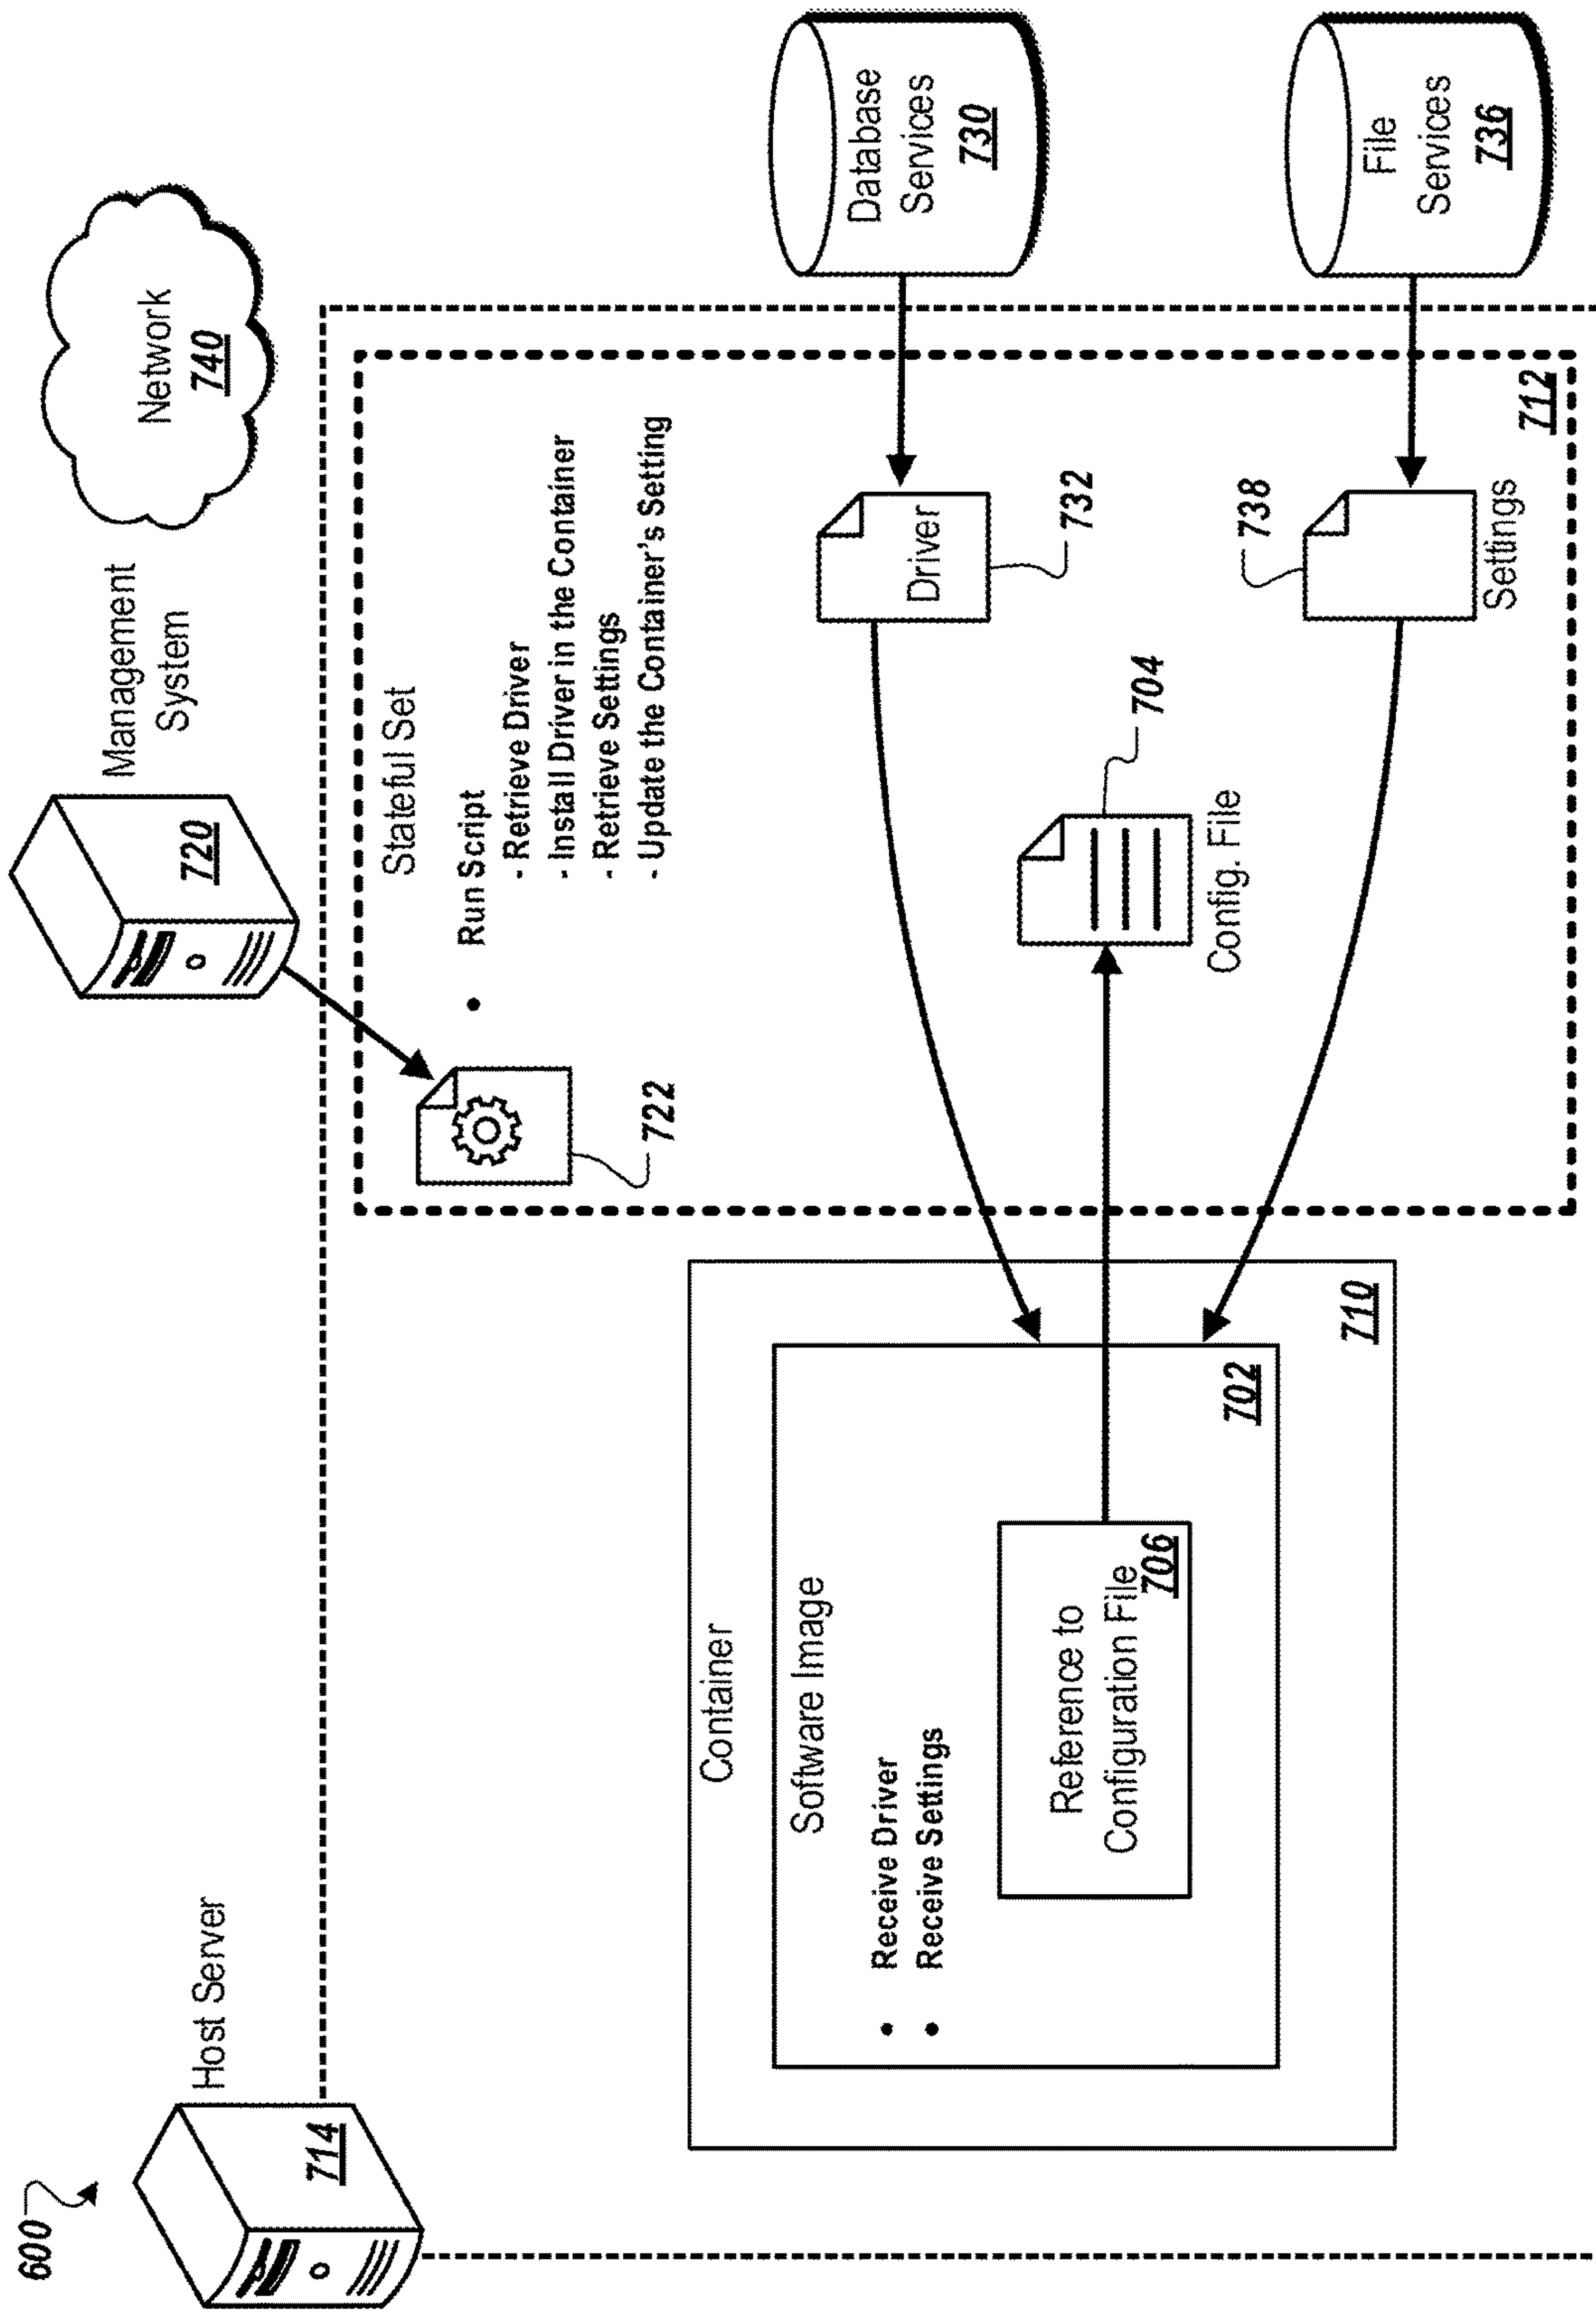 600
Host Server
714
Management
System
720
Network
740
Container
Software Image
• Receive Driver
• Receive Settings
Reference to
Configuration File
706
702
710
Stateful Set
722
• Run Script
- Retrieve Driver
- Install Driver in the Container
- Retrieve Settings
- Update the Container's Setting
Driver
732
704
Config. File
738
Settings
712
Database
Services
730
File
Services
736